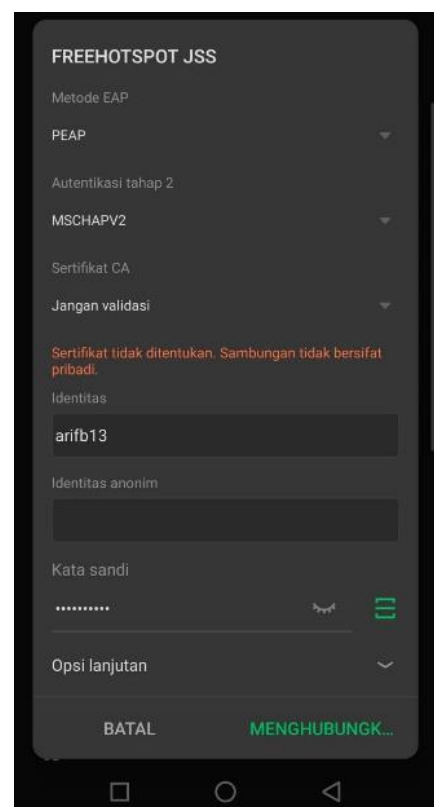 FREEHOTSPOT JSS
Metode EAP
PEAP
Autentikasi tahap 2
MSCHAPV2
Sertifikat CA
Jangan validasi
Sertifikat tidak ditentukan. Sambungan tidak bersifat
pribadi.
Identitas
arifb13
Identitas anonim
Kata sandi
••••••••••
Opsi lanjutan
BATAL MENGHUBUNGK...